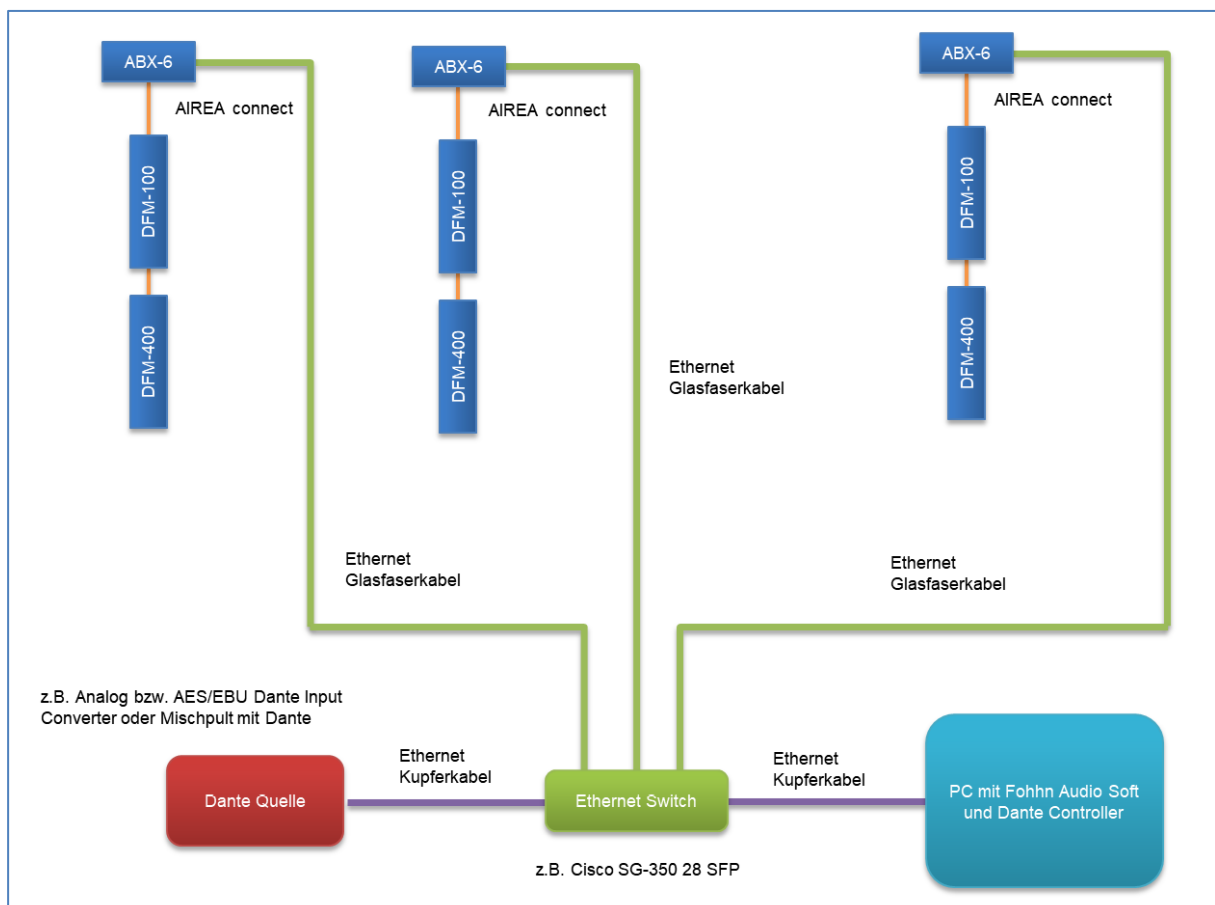 ABX-6
AIREA connect
DFM-100
DFM-400
ABX-6
AIREA connect
DFM-100
DFM-400
ABX-6
AIREA connect
DFM-100
DFM-400
Ethernet
Glasfaserkabel
Ethernet
Glasfaserkabel
Ethernet
Glasfaserkabel
z.B. Analog bzw. AES/EBU Dante Input
Converter oder Mischpult mit Dante
Dante Quelle
Ethernet
Kupferkabel
Ethernet Switch
z.B. Cisco SG-350 28 SFP
Ethernet
Kupferkabel
PC mit Fohhn Audio Soft
und Dante Controller